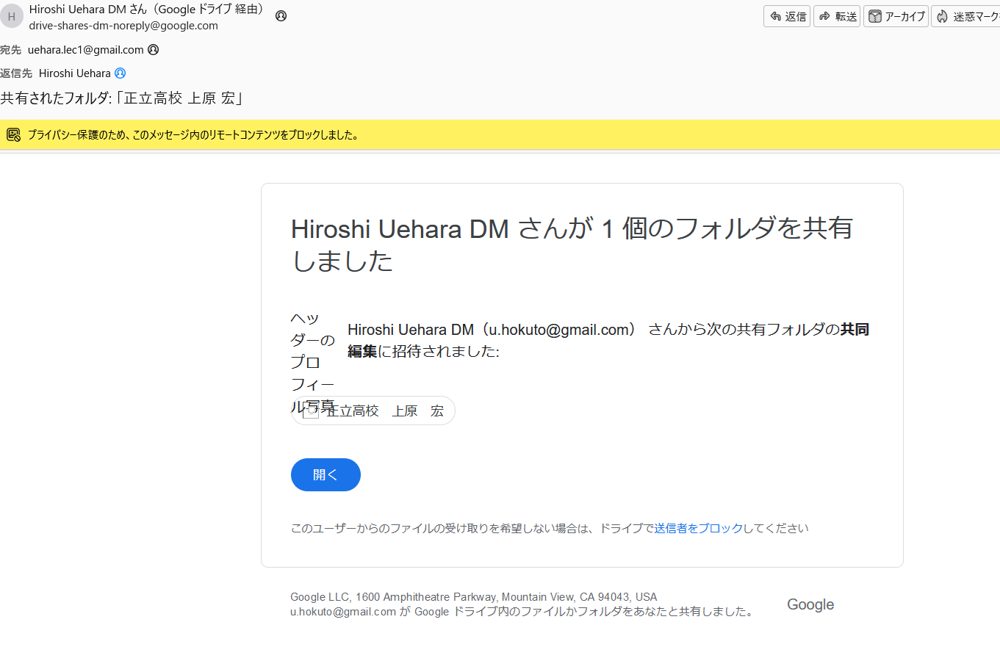 H
Hiroshi Uehara DM さん（Google ドライブ 経由）
drive-shares-dm-noreply@google.com
返信 転送 アーカイブ 迷惑マーク
宛先 uehara.lec1@gmail.com
返信先 Hiroshi Uehara
共有されたフォルダ: 「正立高校 上原 宏」
プライバシー保護のため、このメッセージ内のリモートコンテンツをブロックしました。
Hiroshi Uehara DM さんが 1 個のフォルダを共有
しました
ヘッ
ダーの
プロ
フィー
ル写真
Hiroshi Uehara DM（u.hokuto@gmail.com） さんから次の共有フォルダの共同
編集に招待されました:
正立高校　上原　宏
開く
このユーザーからのファイルの受け取りを希望しない場合は、ドライブで送信者をブロックしてください
Google LLC, 1600 Amphitheatre Parkway, Mountain View, CA 94043, USA
u.hokuto@gmail.com が Google ドライブ内のファイルかフォルダをあなたと共有しました。
Google